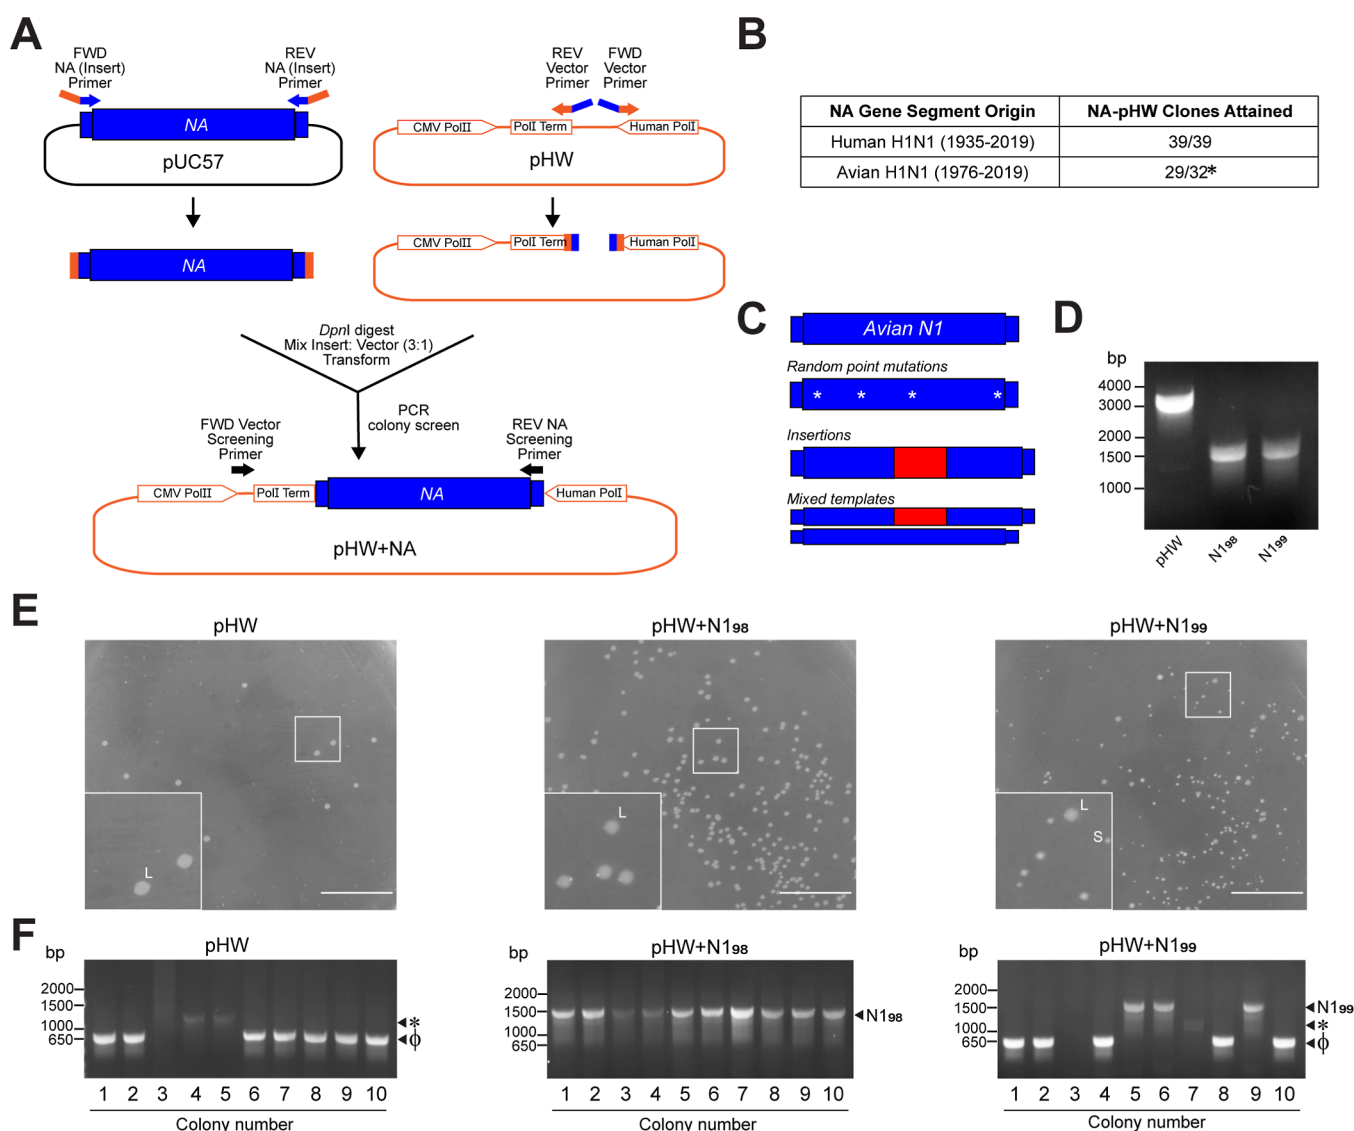 A
FWD
NA (Insert)
Primer
REV
NA (Insert)
Primer
NA
pUC57
REV
Vector
Primer
FWD
Vector
Primer
CMV PolII
PolI Term
Human PolI
pHW
NA
CMV PolII
PolI Term
Human PolI
DpnI digest
Mix Insert: Vector (3:1)
Transform
PCR
colony screen
FWD Vector
Screening
Primer
REV NA
Screening
Primer
CMV PolII
PolI Term
NA
Human PolI
pHW+NA
B
NA Gene Segment Origin NA-pHW Clones Attained
Human H1N1 (1935-2019) 39/39
Avian H1N1 (1976-2019) 29/32*
C
Avian N1
Random point mutations
* * * *
Insertions
Mixed templates
D
bp
4000
3000
2000
1500
1000
pHW
N198
N199
E
pHW
L
pHW+N198
L
pHW+N199
L
S
F
pHW
bp
2000
1500
1000
650
*
ϕ
1 2 3 4 5 6 7 8 9 10
Colony number
pHW+N198
bp
2000
1500
1000
650
N198
1 2 3 4 5 6 7 8 9 10
Colony number
pHW+N199
bp
2000
1500
1000
650
N199
*
ϕ
1 2 3 4 5 6 7 8 9 10
Colony number